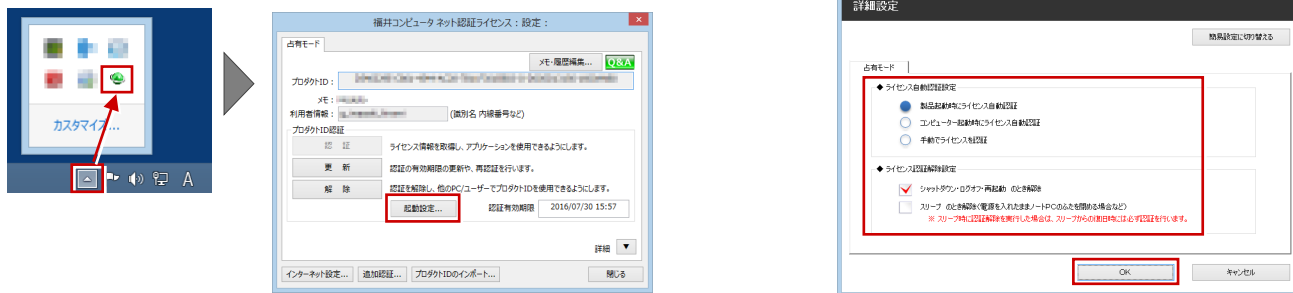 カスタマイズ...
A
福井コンピュータ ネット認証ライセンス：設定：
占有モード
メモ・履歴編集...
Q&A
プロダクトID：
メモ：
利用者情報：
(識別名 内線番号など)
プロダクトID認証
認 証
ライセンス情報を取得し、アプリケーションを使用できるようにします。
更 新
認証の有効期限の更新や、再認証を行います。
解 除
認証を解除し、他のPC/ユーザーでプロダクトIDを使用できるようにします。
起動設定...
認証有効期限
2016/07/30 15:57
詳細 ▼
インターネット設定...
追加認証...
プロダクトIDのインポート...
閉じる
詳細設定
簡易設定に切り替える
占有モード
◆ ライセンス自動認証設定
製品起動時にライセンス自動認証
コンピューター起動時にライセンス自動認証
手動でライセンスを認証
◆ ライセンス認証解除設定
シャットダウン・ログオフ・再起動 のとき解除
スリープ のとき解除(電源を入れたままノートPCのふたを閉める場合など)
※ スリープ時に認証解除を実行した場合は、スリープからの復旧時には必ず認証を行います。
OK
キャンセル